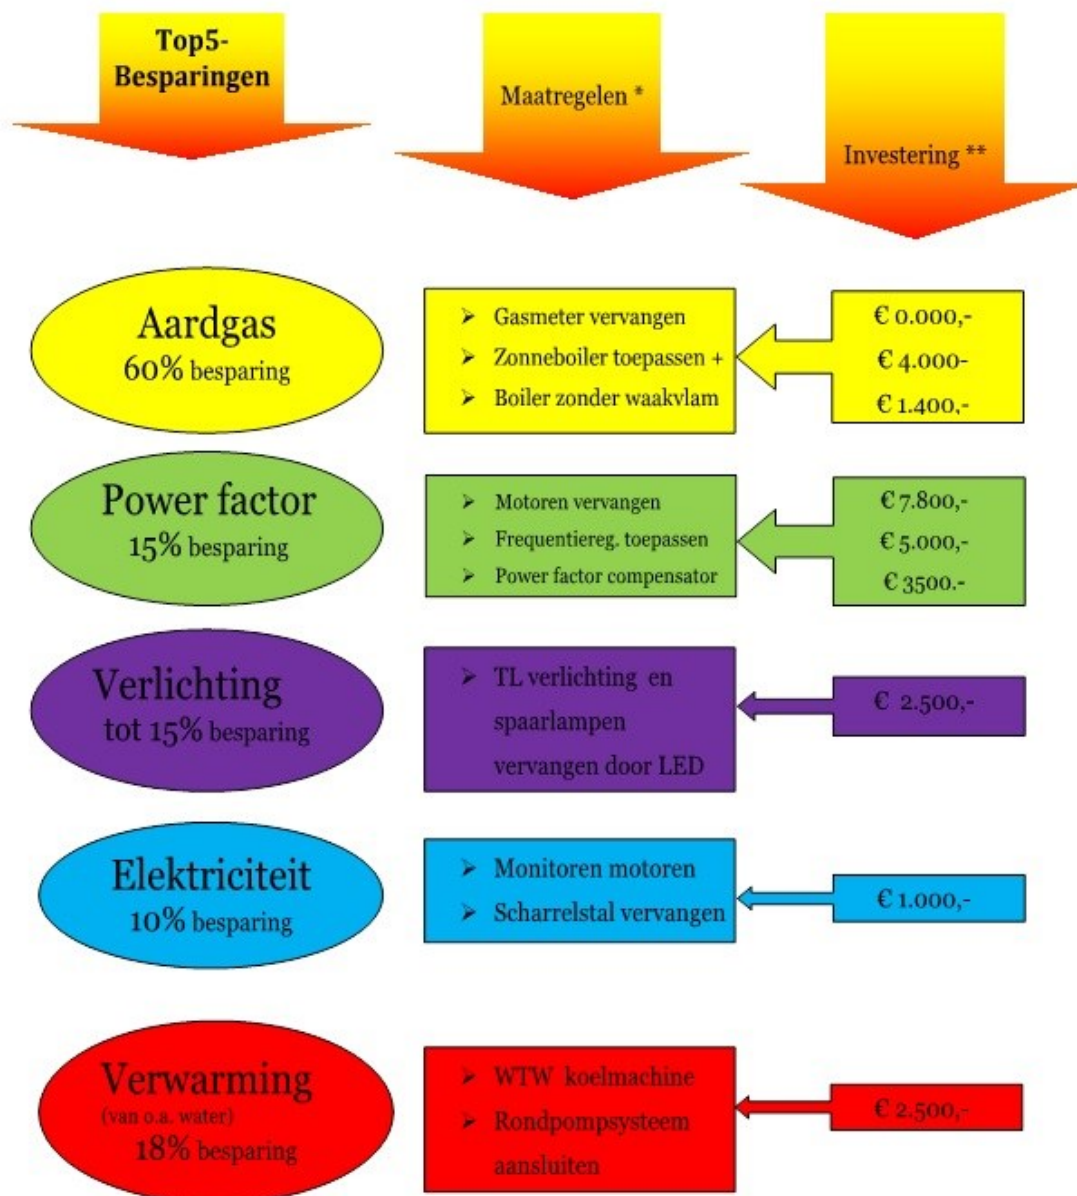 Top5-
Besparingen
Maatregelen *
Investering **
Aardgas
60% besparing
➢ Gasmeter vervangen
➢ Zonneboiler toepassen +
➢ Boiler zonder waakvlam
€ 0.000,-
€ 4.000-
€ 1.400,-
Power factor
15% besparing
➢ Motoren vervangen
➢ Frequentiereg. toepassen
➢ Power factor compensator
€ 7.800,-
€ 5.000,-
€ 3500.-
Verlichting
tot 15% besparing
➢ TL verlichting en
spaarlampen
vervangen door LED
€ 2.500,-
Elektriciteit
10% besparing
➢ Monitoren motoren
➢ Scharrelstal vervangen
€ 1.000,-
Verwarming
(van o.a. water)
18% besparing
➢ WTW koelmachine
➢ Rondpompsysteem
aansluiten
€ 2.500,-